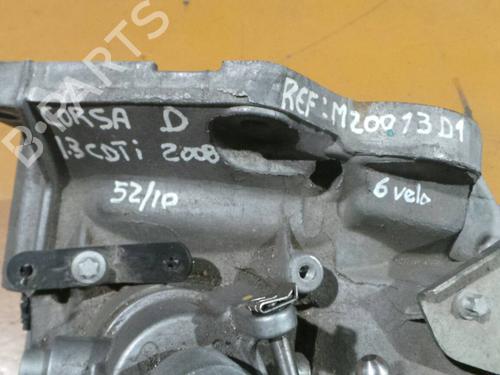 B-PARTS
CORSA D
1.3 CDTi 2008
52/10
REF: M20013D1
6 velo